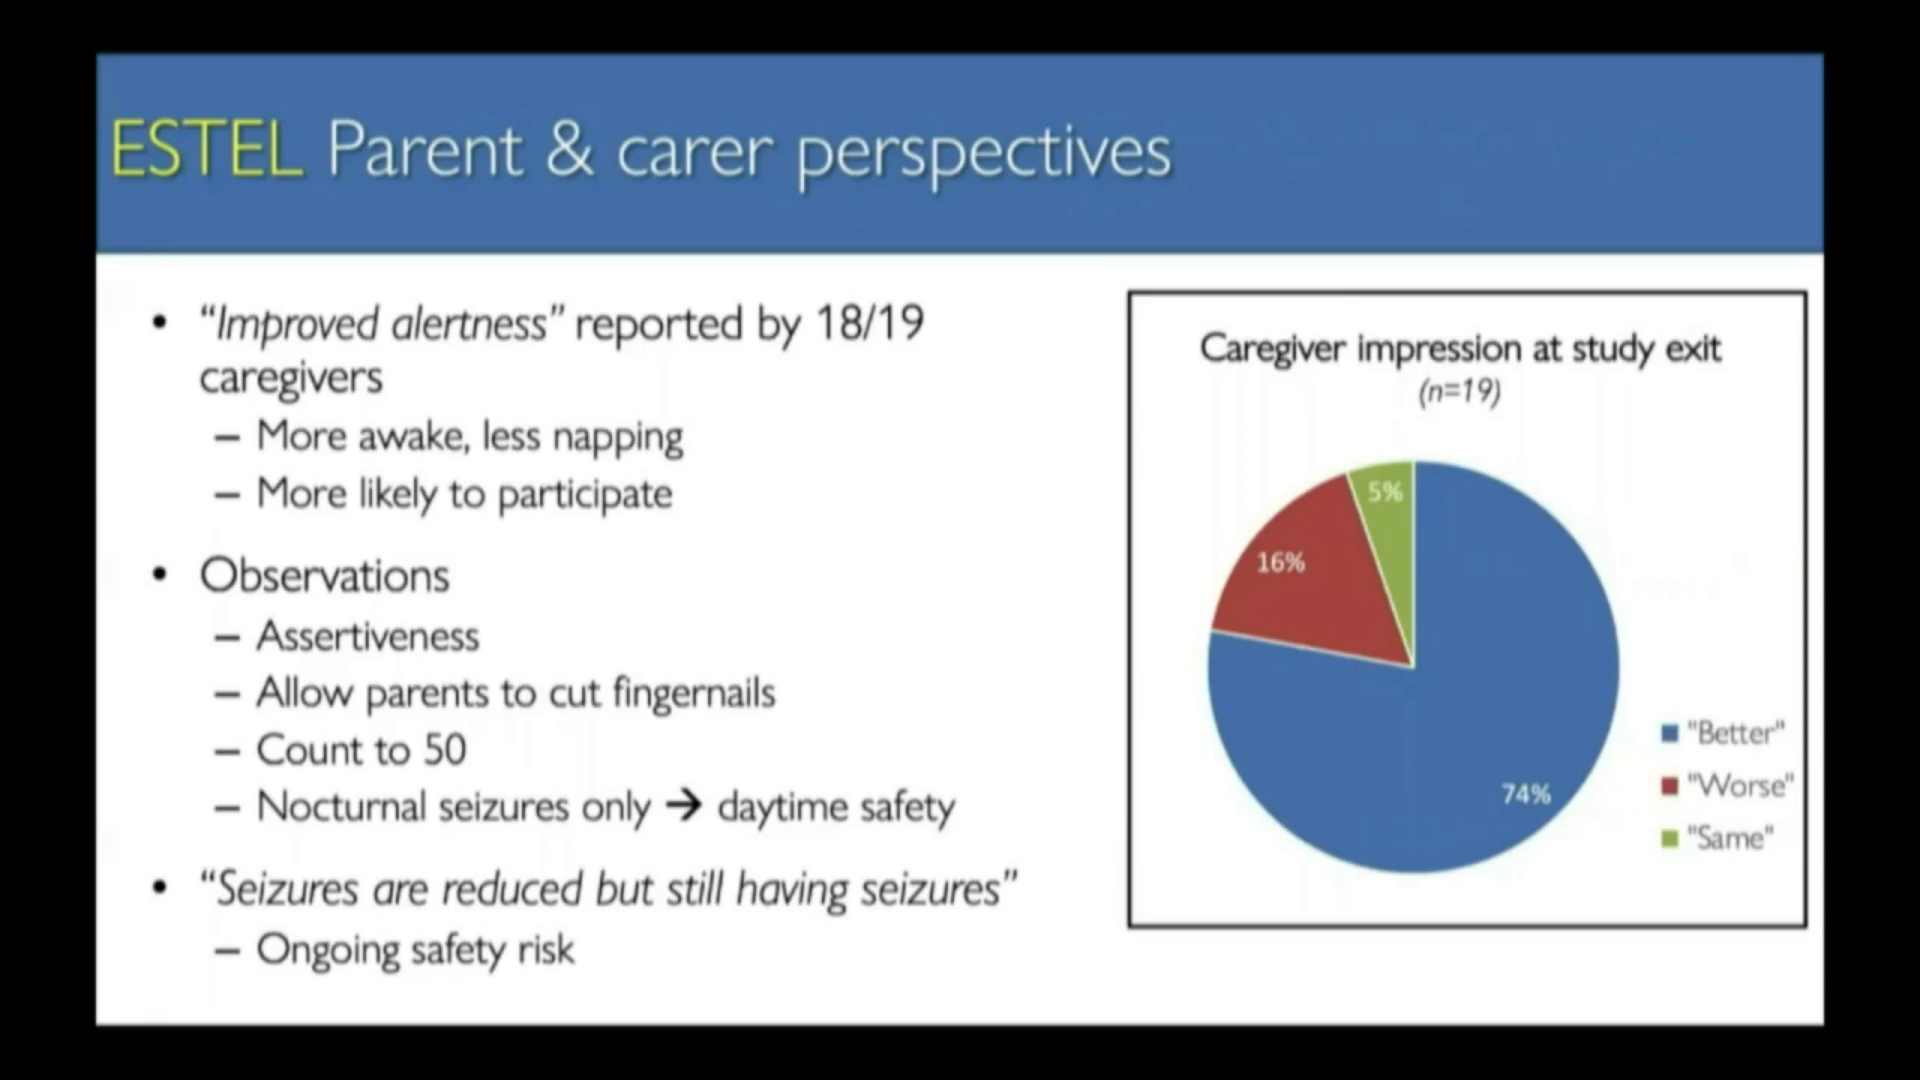 ESTEL Parent & carer perspectives
• “Improved alertness” reported by 18/19
caregivers
– More awake, less napping
– More likely to participate
• Observations
– Assertiveness
– Allow parents to cut fingernails
– Count to 50
– Nocturnal seizures only → daytime safety
• “Seizures are reduced but still having seizures”
– Ongoing safety risk
Caregiver impression at study exit
(n=19)
5%
16%
74%
"Better"
"Worse"
"Same"